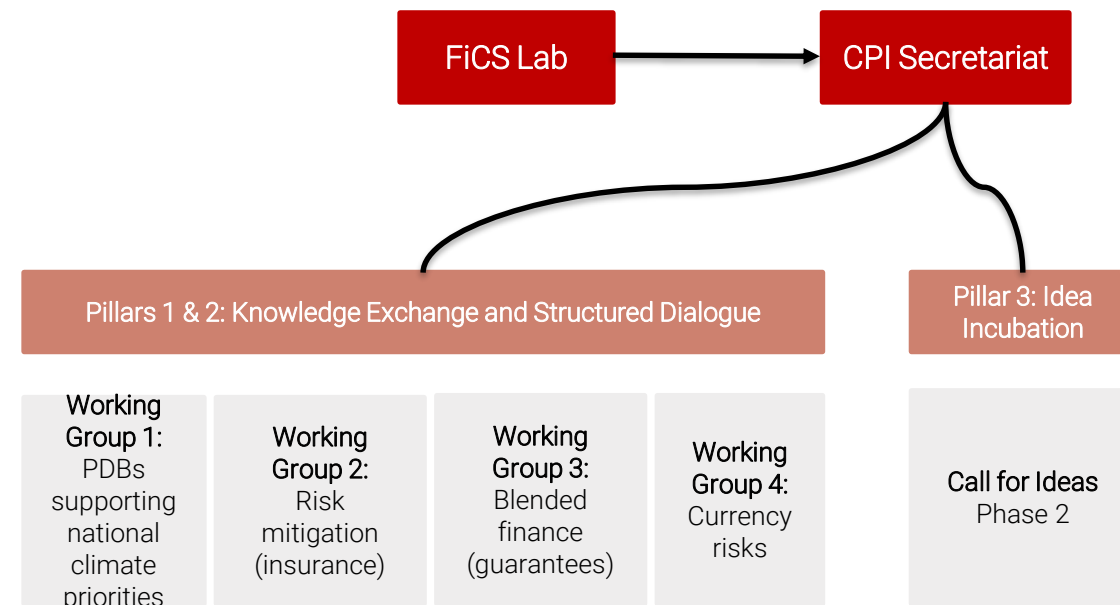 FiCS Lab
CPI Secretariat
Pillars 1 & 2: Knowledge Exchange and Structured Dialogue
Pillar 3: Idea
Incubation
Working
Group 1:
PDBs
supporting
national
climate
priorities
Working
Group 2:
Risk
mitigation
(insurance)
Working
Group 3:
Blended
finance
(guarantees)
Working
Group 4:
Currency
risks
Call for Ideas
Phase 2